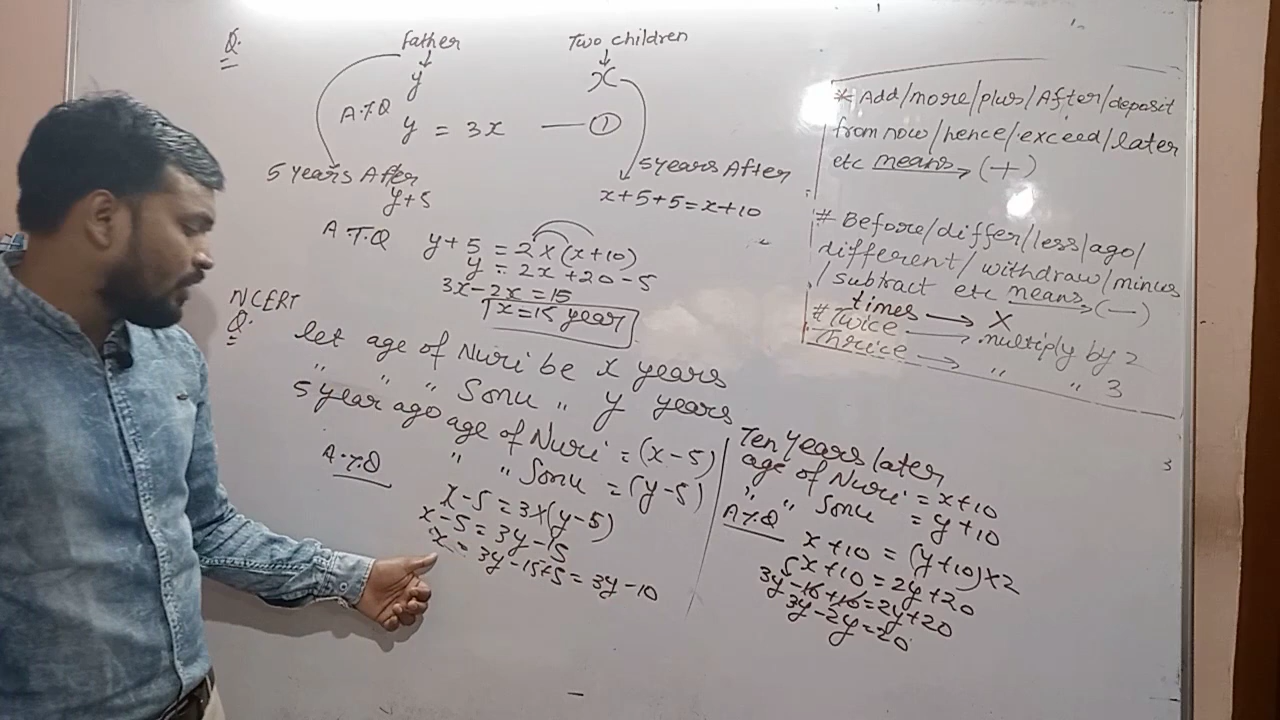 Q.
father
Two children
y
x
A.T.Q
y = 3x — ①
5 years After
y+5
5years After
x+5+5=x+10
A.T.Q
y+5 = 2×(x+10)
y = 2x+20-5
3x-2x=15
x=15 year
* Add/more/plus/After/deposit
from now/hence/exceed/later
etc means → (+)
# Before/differ/less/ago/
different/withdraw/minus
/subtract etc means → (—)
times → ×
# Twice → multiply by 2
Thrice → " " 3
NCERT
Q.
let age of Nuri be x years
" " " Sonu " y years
5 year ago age of Nuri = (x-5)
" " Sonu = (y-5)
A.T.Q
x-5=3×(y-5)
x-5=3y-15
x = 3y-15+5=3y-10
Ten Years later
age of Nuri = x+10
" " Sonu = y+10
A.T.Q
x+10 = (y+10)×2
x+10=2y+20
3y-10+10=2y+20
3y-2y=20